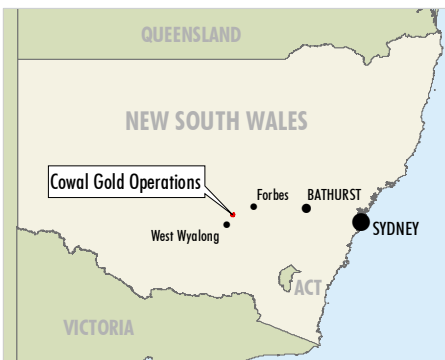 QUEENSLAND
NEW SOUTH WALES
Cowal Gold Operations
Forbes
BATHURST
West Wyalong
SYDNEY
ACT
VICTORIA